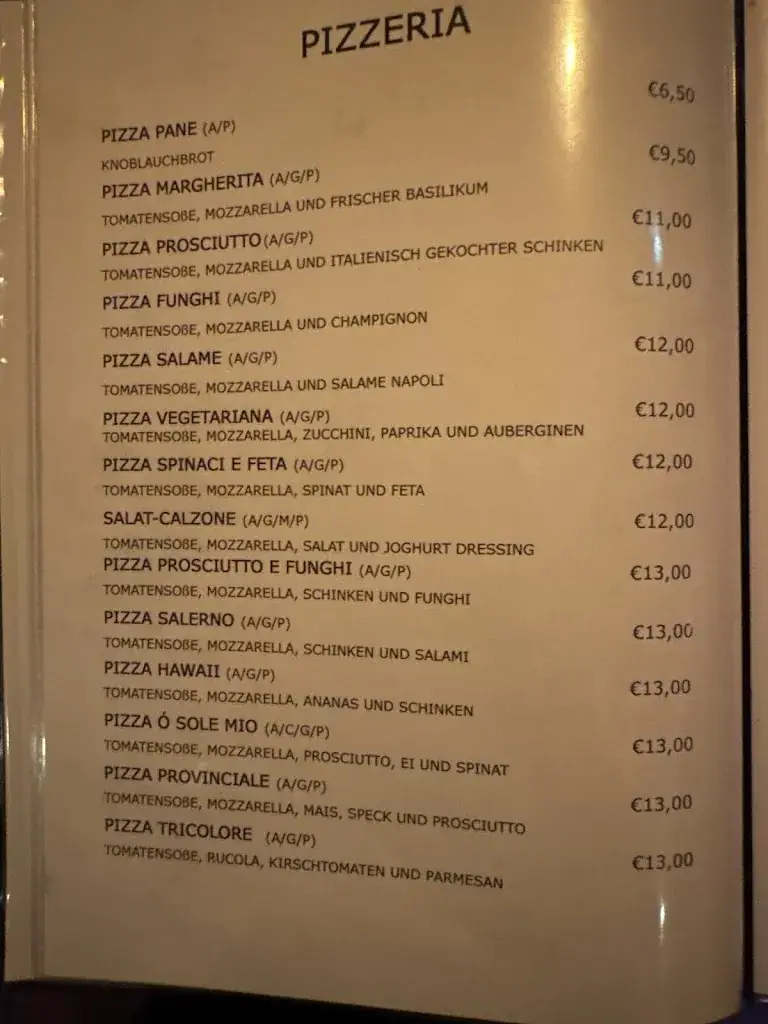 PIZZERIA
PIZZA PANE (A/P) €6,50
KNOBLAUCHBROT
PIZZA MARGHERITA (A/G/P) €9,50
TOMATENSOßE, MOZZARELLA UND FRISCHER BASILIKUM
PIZZA PROSCIUTTO(A/G/P) €11,00
TOMATENSOßE, MOZZARELLA UND ITALIENISCH GEKOCHTER SCHINKEN
PIZZA FUNGHI (A/G/P) €11,00
TOMATENSOßE, MOZZARELLA UND CHAMPIGNON
PIZZA SALAME (A/G/P) €12,00
TOMATENSOßE, MOZZARELLA UND SALAME NAPOLI
PIZZA VEGETARIANA (A/G/P) €12,00
TOMATENSOßE, MOZZARELLA, ZUCCHINI, PAPRIKA UND AUBERGINEN
PIZZA SPINACI E FETA (A/G/P) €12,00
TOMATENSOßE, MOZZARELLA, SPINAT UND FETA
SALAT-CALZONE (A/G/M/P) €12,00
TOMATENSOßE, MOZZARELLA, SALAT UND JOGHURT DRESSING
PIZZA PROSCIUTTO E FUNGHI (A/G/P) €13,00
TOMATENSOßE, MOZZARELLA, SCHINKEN UND FUNGHI
PIZZA SALERNO (A/G/P) €13,00
TOMATENSOßE, MOZZARELLA, SCHINKEN UND SALAMI
PIZZA HAWAII (A/G/P) €13,00
TOMATENSOßE, MOZZARELLA, ANANAS UND SCHINKEN
PIZZA Ó SOLE MIO (A/C/G/P) €13,00
TOMATENSOßE, MOZZARELLA, PROSCIUTTO, EI UND SPINAT
PIZZA PROVINCIALE (A/G/P) €13,00
TOMATENSOßE, MOZZARELLA, MAIS, SPECK UND PROSCIUTTO
PIZZA TRICOLORE (A/G/P) €13,00
TOMATENSOßE, RUCOLA, KIRSCHTOMATEN UND PARMESAN